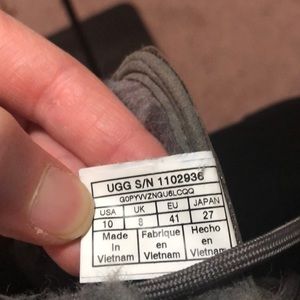 UGG S/N 1102936
G0PYVVZNGU6LCQQ
USA UK EU JAPAN
10 8 41 27
Made Fabrique Hecho
In en en
Vietnam Vietnam Vietnam